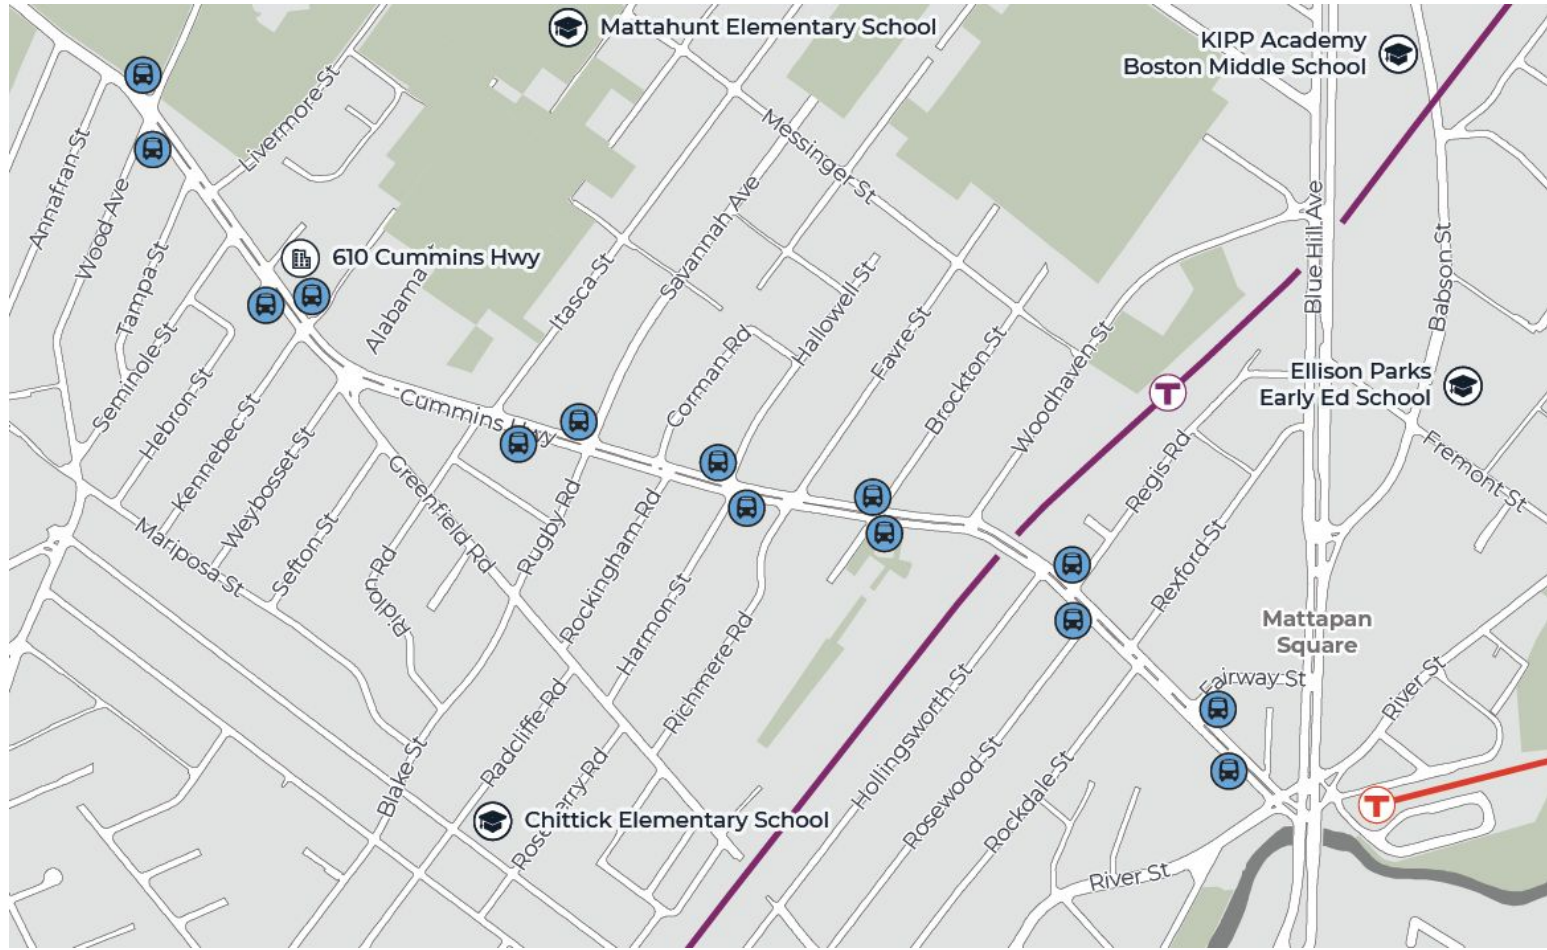 Mattahunt Elementary School
KIPP Academy
Boston Middle School
Livermore St
Messinger St
Annafran St
Wood Ave
Tampa St
610 Cummins Hwy
Alabama
Itasca St
Savannah Ave
Hallowell St
Blue Hill Ave
Babson St
Seminole St
Hebron St
Kennebec St
Weybosset St
Corman Rd
Favre St
Brockton St
Woodhaven St
Ellison Parks
Early Ed School
Cummins Hwy
Fremont St
Mariposa St
Sefton St
Greenfield Rd
Ridlon Rd
Rugby Rd
Rockingham Rd
Harmon St
Richmere Rd
Regis Rd
Rexford St
Mattapan
Square
Fairway St
River St
T
T
Blake St
Radcliffe Rd
Hollingsworth St
Rosewood St
Rockdale St
Chittick Elementary School
River St